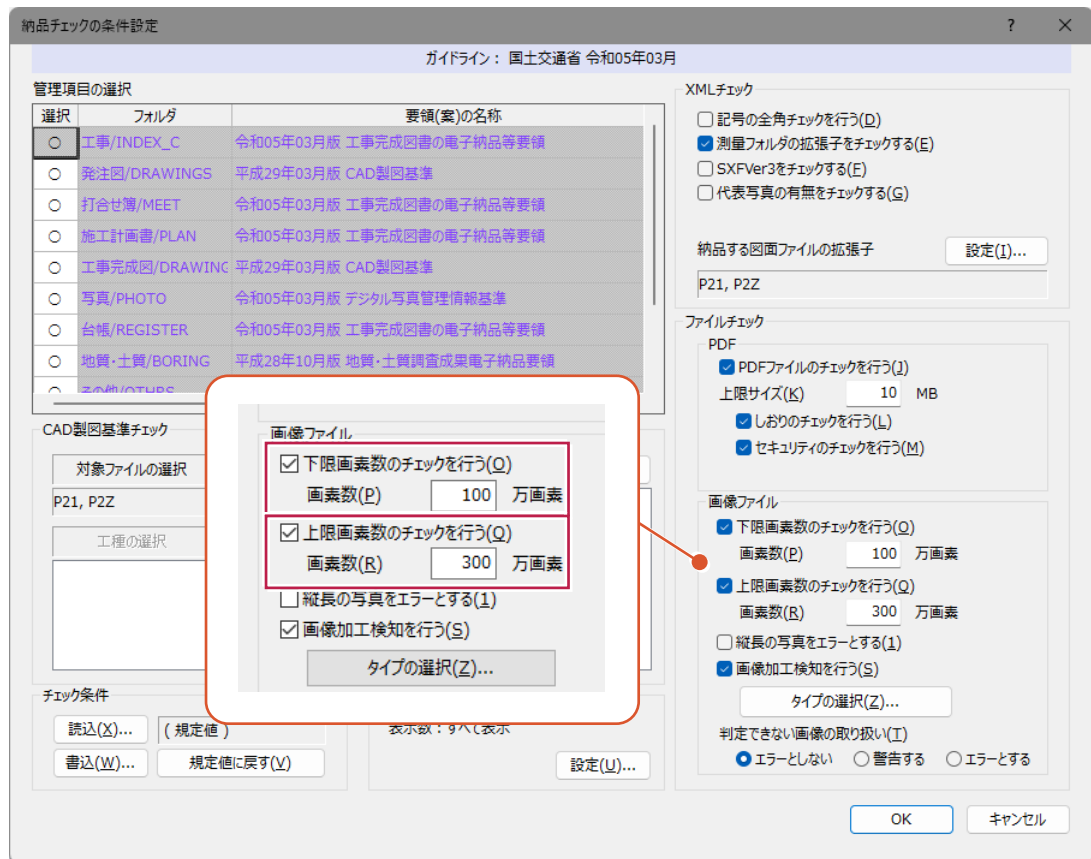 納品チェックの条件設定
?
ガイドライン： 国土交通省 令和05年03月
管理項目の選択
選択 フォルダ 要領(案)の名称
○ 工事/INDEX_C 令和05年03月版 工事完成図書の電子納品等要領
○ 発注図/DRAWINGS 平成29年03月版 CAD製図基準
○ 打合せ簿/MEET 令和05年03月版 工事完成図書の電子納品等要領
○ 施工計画書/PLAN 令和05年03月版 工事完成図書の電子納品等要領
○ 工事完成図/DRAWING 平成29年03月版 CAD製図基準
○ 写真/PHOTO 令和05年03月版 デジタル写真管理情報基準
○ 台帳/REGISTER 令和05年03月版 工事完成図書の電子納品等要領
○ 地質・土質/BORING 平成28年10月版 地質・土質調査成果電子納品要領
○ その他/OTHRS
CAD製図基準チェック
対象ファイルの選択
P21, P2Z
工種の選択
画像ファイル
下限画素数のチェックを行う(O)
画素数(P) 100 万画素
上限画素数のチェックを行う(Q)
画素数(R) 300 万画素
縦長の写真をエラーとする(1)
画像加工検知を行う(S)
タイプの選択(Z)...
チェック条件
読込(X)... (規定値)
書込(W)... 規定値に戻す(V)
表示数：すべて表示
設定(U)...
XMLチェック
記号の全角チェックを行う(D)
測量フォルダの拡張子をチェックする(E)
SXFVer3をチェックする(F)
代表写真の有無をチェックする(G)
納品する図面ファイルの拡張子 設定(I)...
P21, P2Z
ファイルチェック
PDF
PDFファイルのチェックを行う(J)
上限サイズ(K) 10 MB
しおりのチェックを行う(L)
セキュリティのチェックを行う(M)
画像ファイル
下限画素数のチェックを行う(O)
画素数(P) 100 万画素
上限画素数のチェックを行う(Q)
画素数(R) 300 万画素
縦長の写真をエラーとする(1)
画像加工検知を行う(S)
タイプの選択(Z)...
判定できない画像の取り扱い(T)
エラーとしない 警告する エラーとする
OK キャンセル